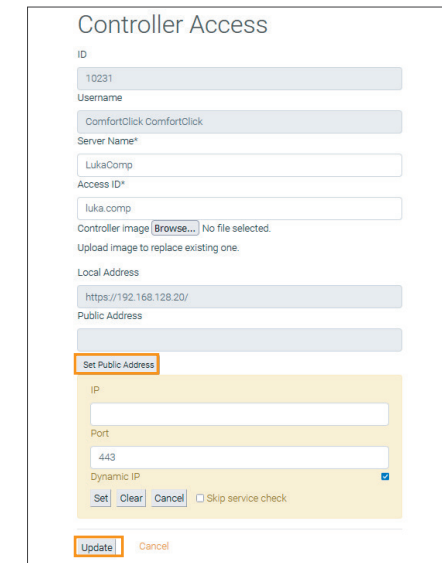 Controller Access
ID
10231
Username
ComfortClick ComfortClick
Server Name*
LukaComp
Access ID*
luka.comp
Controller image Browse... No file selected.
Upload image to replace existing one.
Local Address
https://192.168.128.20/
Public Address
Set Public Address
IP
Port
443
Dynamic IP
Set Clear Cancel Skip service check
Update Cancel